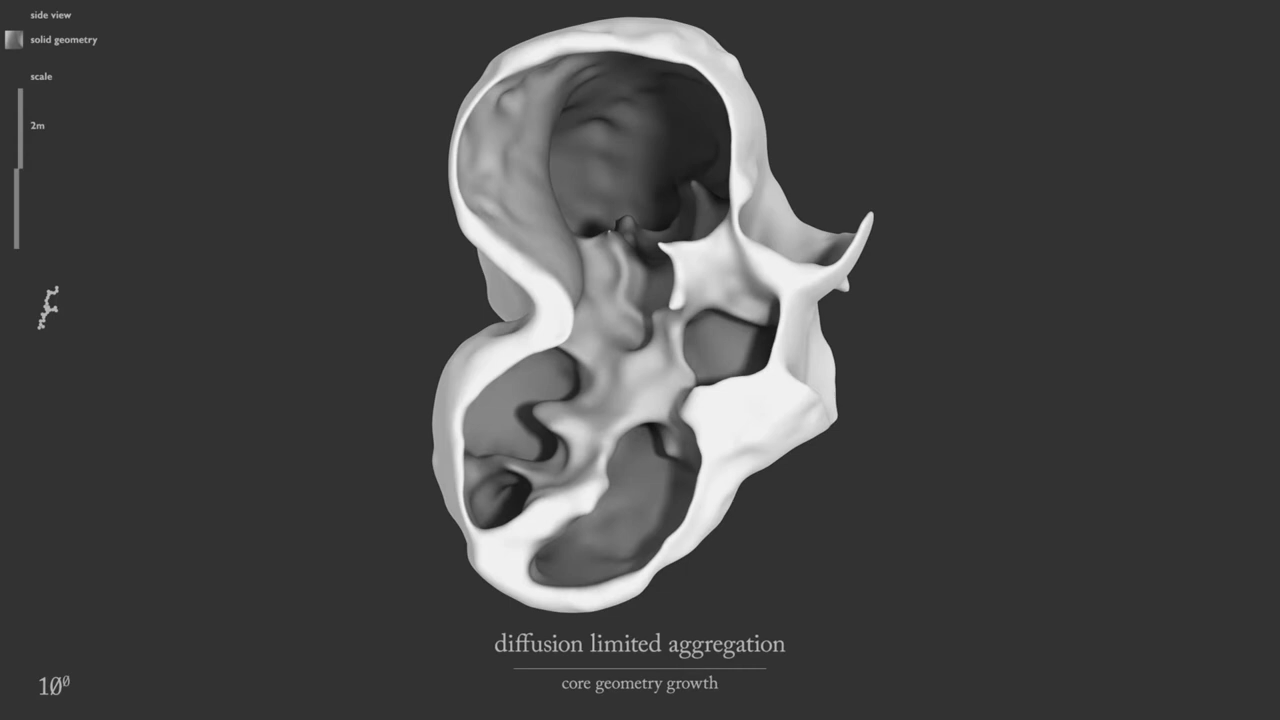 side view
solid geometry
scale
2m
diffusion limited aggregation
core geometry growth
10⁰